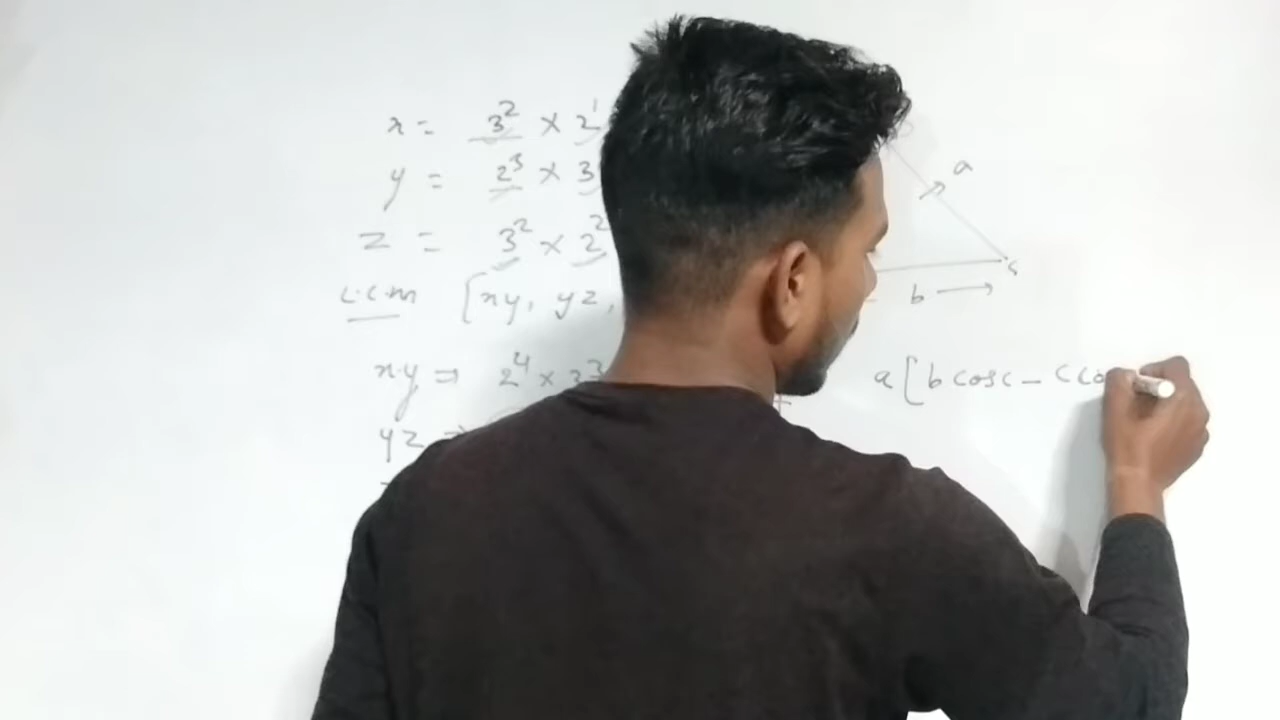 x = 3² × 2¹
y = 2³ × 3
z = 3² × 2²
L.C.M [xy, yz,
xy ⇒ 2⁴ × 3³
yz ⇒
a
b →
a [b cosc – c co